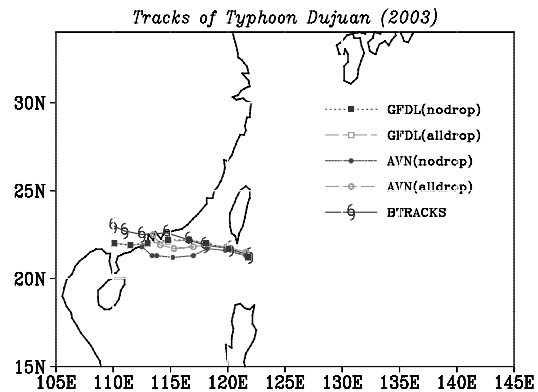 Tracks of Typhoon Dujuan (2003)
30N
GFDL(nodrop)
GFDL(alldrop)
AVN(nodrop)
25N
AVN(alldrop)
BTRACKS
20N
15N
105E 110E 115E 120E 125E 130E 135E 140E 145E